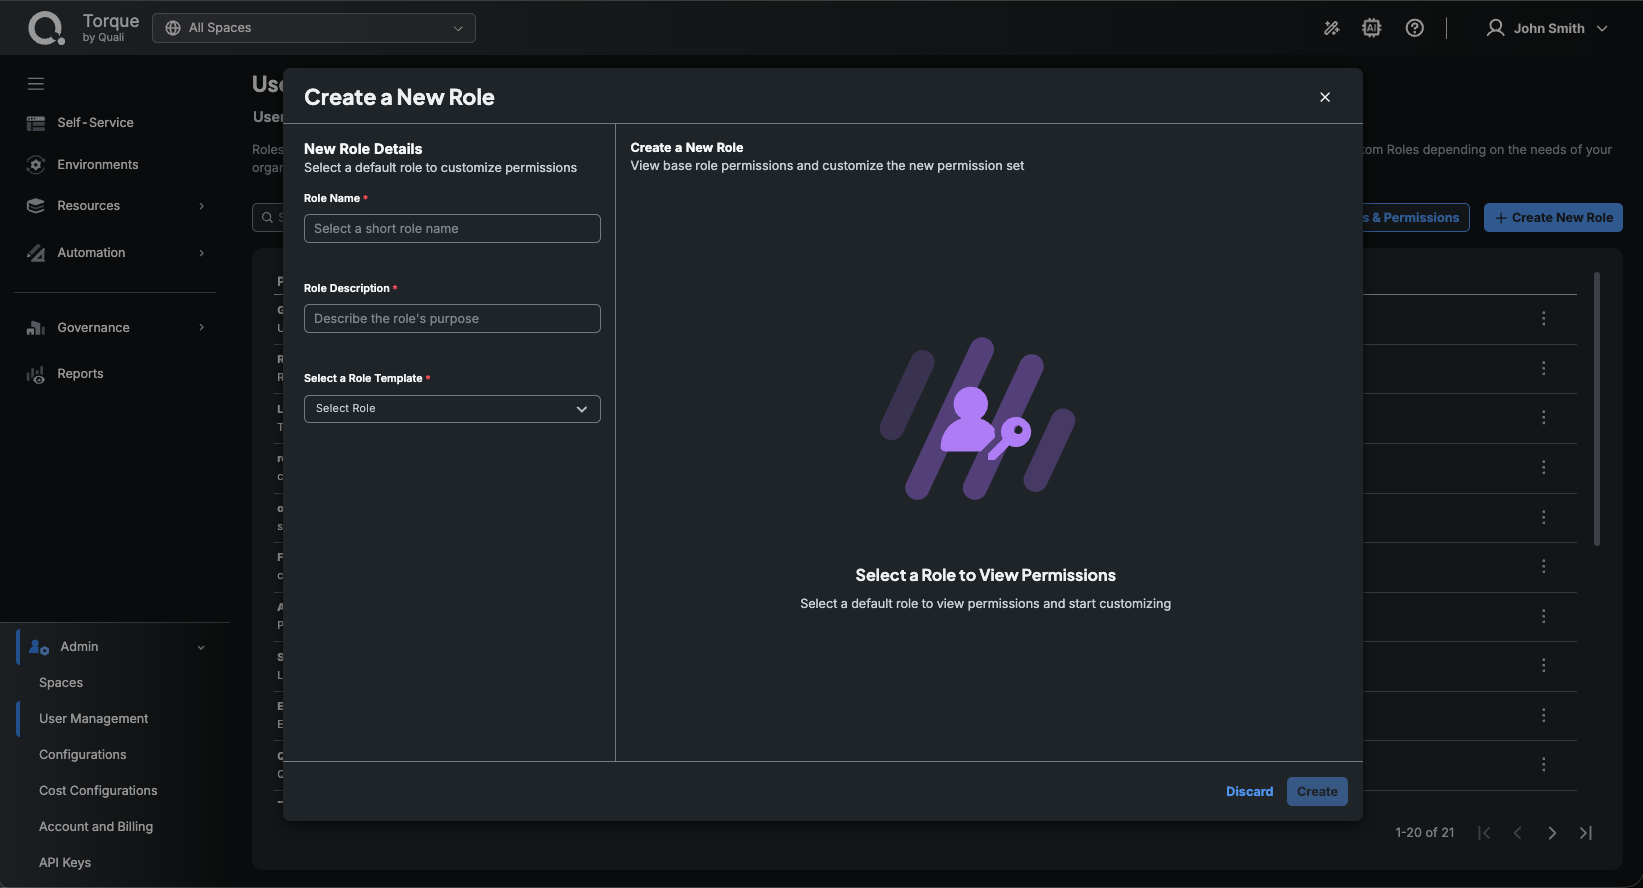 Torque
by Quali
All Spaces
AI
John Smith
Self-Service
Environments
Resources
Automation
Governance
Reports
Admin
Spaces
User Management
Configurations
Cost Configurations
Account and Billing
API Keys
Use
User
Roles
organ
om Roles depending on the needs of your
s & Permissions
+ Create New Role
Create a New Role
New Role Details
Select a default role to customize permissions
Role Name *
Select a short role name
Role Description *
Describe the role's purpose
Select a Role Template *
Select Role
Create a New Role
View base role permissions and customize the new permission set
Select a Role to View Permissions
Select a default role to view permissions and start customizing
Discard
Create
1-20 of 21